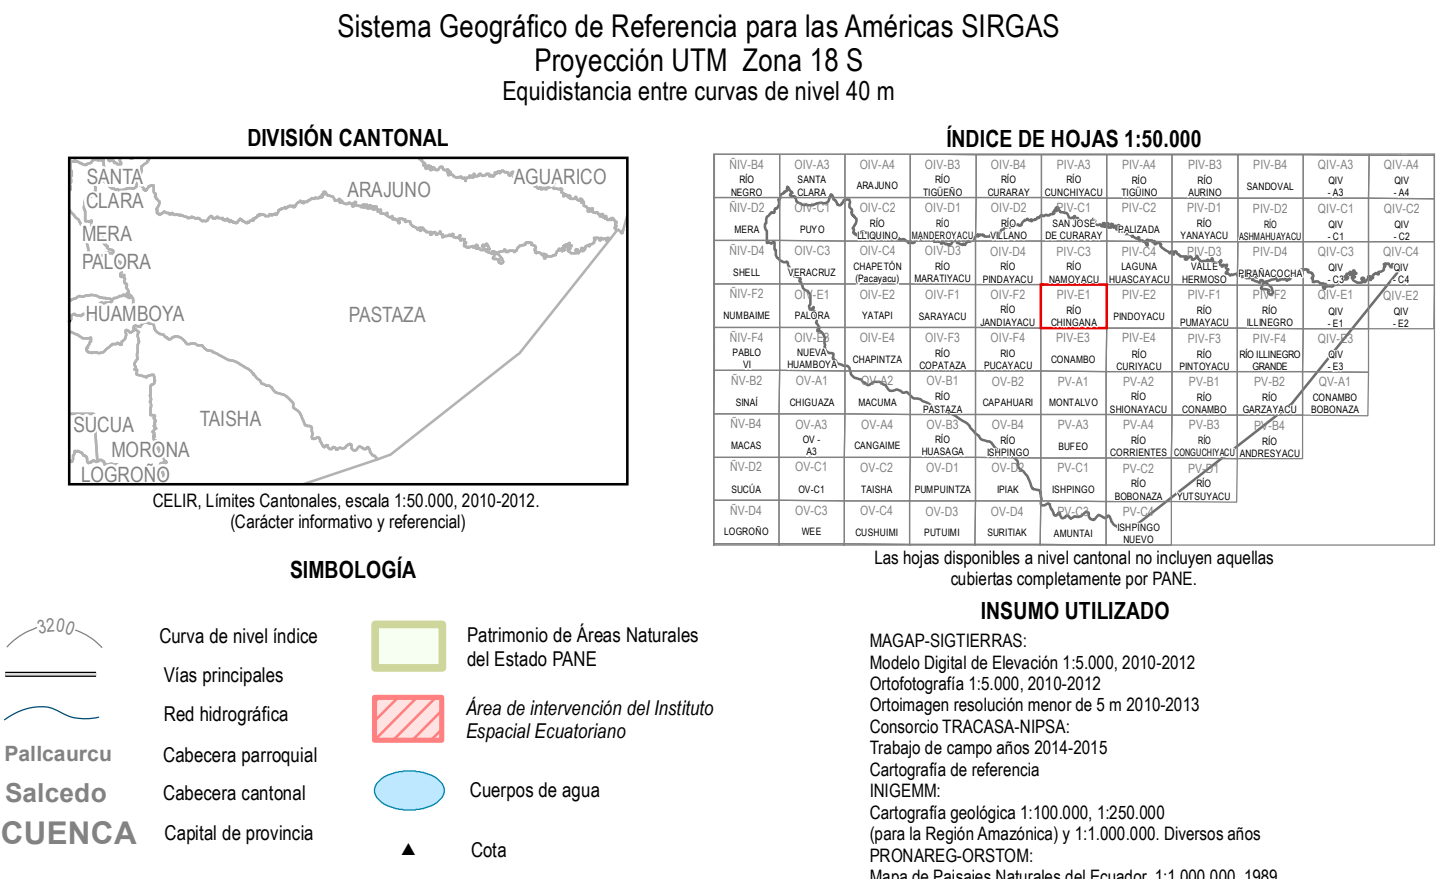 Sistema Geográfico de Referencia para las Américas SIRGAS
Proyección UTM Zona 18 S
Equidistancia entre curvas de nivel 40 m
DIVISIÓN CANTONAL
SANTA
CLARA
ARAJUNO
AGUARICO
MERA
PALORA
HUAMBOYA
PASTAZA
TAISHA
SUCUA
MORONA
LOGROÑO
CELIR, Límites Cantonales, escala 1:50.000, 2010-2012.
(Carácter informativo y referencial)
ÍNDICE DE HOJAS 1:50.000
ÑIV-B4 OIV-A3 OIV-A4 OIV-B3 OIV-B4 PIV-A3 PIV-A4 PIV-B3 PIV-B4 QIV-A3 QIV-A4
RÍO SANTA RÍO RÍO RÍO RÍO RÍO QIV QIV
NEGRO CLARA ARAJUNO TIGÜEÑO CURARAY CUNCHIYACU TIGÜINO AURINO SANDOVAL - A3 - A4
ÑIV-D2 OIV-C1 OIV-C2 OIV-D1 OIV-D2 PIV-C1 PIV-C2 PIV-D1 PIV-D2 QIV-C1 QIV-C2
RÍO RÍO RÍO SAN JOSÉ RÍO RÍO QIV QIV
MERA PUYO LLIQUINO MANDEROYACU VILLANO DE CURARAY PALIZADA YANAYACU ASHMAHUAYACU - C1 - C2
ÑIV-D4 OIV-C3 OIV-C4 OIV-D3 OIV-D4 PIV-C3 PIV-C4 PIV-D3 PIV-D4 QIV-C3 QIV-C4
CHAPETÓN RÍO RÍO RÍO LAGUNA VALLE QIV QIV
SHELL VERACRUZ (Pacayacu) MARATIYACU PINDAYACU NAMOYACU HUASCAYACU HERMOSO PIRAÑACOCHA - C3 - C4
ÑIV-F2 OIV-E1 OIV-E2 OIV-F1 OIV-F2 PIV-E1 PIV-E2 PIV-F1 PIV-F2 QIV-E1 QIV-E2
RÍO RÍO RÍO RÍO QIV QIV
NUMBAIME PALORA YATAPI SARAYACU JANDIAYACU CHINGANA PINDOYACU PUMAYACU ILLINEGRO - E1 - E2
ÑIV-F4 OIV-E3 OIV-E4 OIV-F3 OIV-F4 PIV-E3 PIV-E4 PIV-F3 PIV-F4 QIV-E3
PABLO NUEVA RÍO RÍO RÍO RÍO RÍO ILLINEGRO QIV
VI HUAMBOYA CHAPINTZA COPATAZA PUCAYACU CONAMBO CURIYACU PINTOYACU GRANDE - E3
ÑV-B2 OV-A1 OV-A2 OV-B1 OV-B2 PV-A1 PV-A2 PV-B1 PV-B2 QV-A1
RÍO RÍO RÍO RÍO CONAMBO
SINAÍ CHIGUAZA MACUMA PASTAZA CAPAHUARI MONTALVO SHIONAYACU CONAMBO GARZAYACU BOBONAZA
ÑV-B4 OV-A3 OV-A4 OV-B3 OV-B4 PV-A3 PV-A4 PV-B3 PV-B4
OV - RÍO RÍO RÍO RÍO RÍO
MACAS A3 CANGAIME HUASAGA ISHPINGO BUFEO CORRIENTES CONGUCHIYACU ANDRESYACU
ÑV-D2 OV-C1 OV-C2 OV-D1 OV-D2 PV-C1 PV-C2 PV-D1
RÍO RÍO
SUCÚA OV-C1 TAISHA PUMPUINTZA IPIAK ISHPINGO BOBONAZA YUTSUYACU
ÑV-D4 OV-C3 OV-C4 OV-D3 OV-D4 PV-C3 PV-C4
ISHPINGO
LOGROÑO WEE CUSHUIMI PUTUIMI SURITIAK AMUNTAI NUEVO
Las hojas disponibles a nivel cantonal no incluyen aquellas
cubiertas completamente por PANE.
SIMBOLOGÍA
3200
Curva de nivel índice
Vías principales
Red hidrográfica
Pallcaurcu Cabecera parroquial
Salcedo Cabecera cantonal
CUENCA Capital de provincia
Patrimonio de Áreas Naturales
del Estado PANE
Área de intervención del Instituto
Espacial Ecuatoriano
Cuerpos de agua
Cota
INSUMO UTILIZADO
MAGAP-SIGTIERRAS:
Modelo Digital de Elevación 1:5.000, 2010-2012
Ortofotografía 1:5.000, 2010-2012
Ortoimagen resolución menor de 5 m 2010-2013
Consorcio TRACASA-NIPSA:
Trabajo de campo años 2014-2015
Cartografía de referencia
INIGEMM:
Cartografía geológica 1:100.000, 1:250.000
(para la Región Amazónica) y 1:1.000.000. Diversos años
PRONAREG-ORSTOM:
Mapa de Paisajes Naturales del Ecuador, 1:1.000.000, 1989